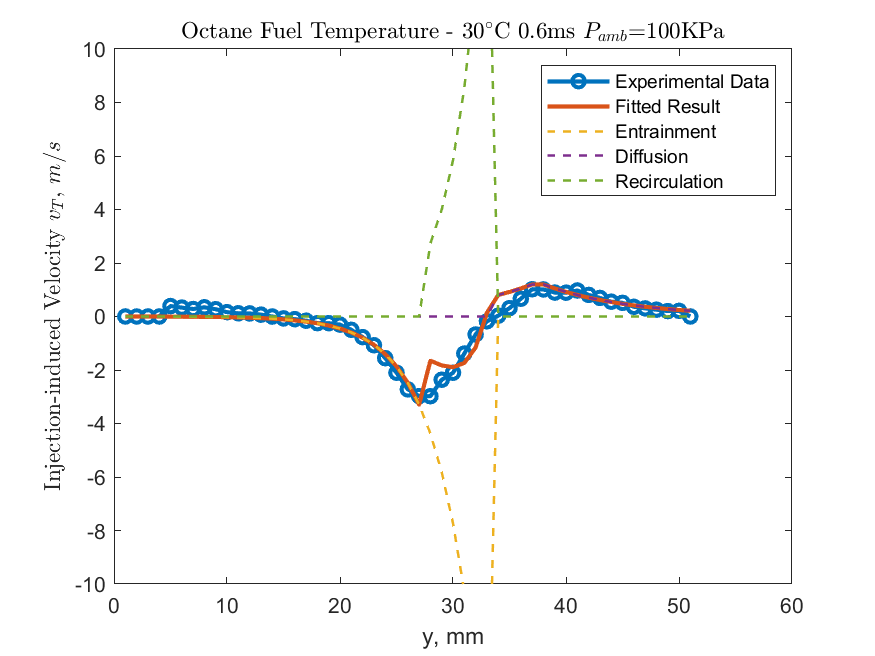 Octane Fuel Temperature - 30°C 0.6ms P_amb=100KPa
Experimental Data
Fitted Result
Entrainment
Diffusion
Recirculation
Injection-induced Velocity v_T, m/s
10
8
6
4
2
0
-2
-4
-6
-8
-10
0 10 20 30 40 50 60
y, mm